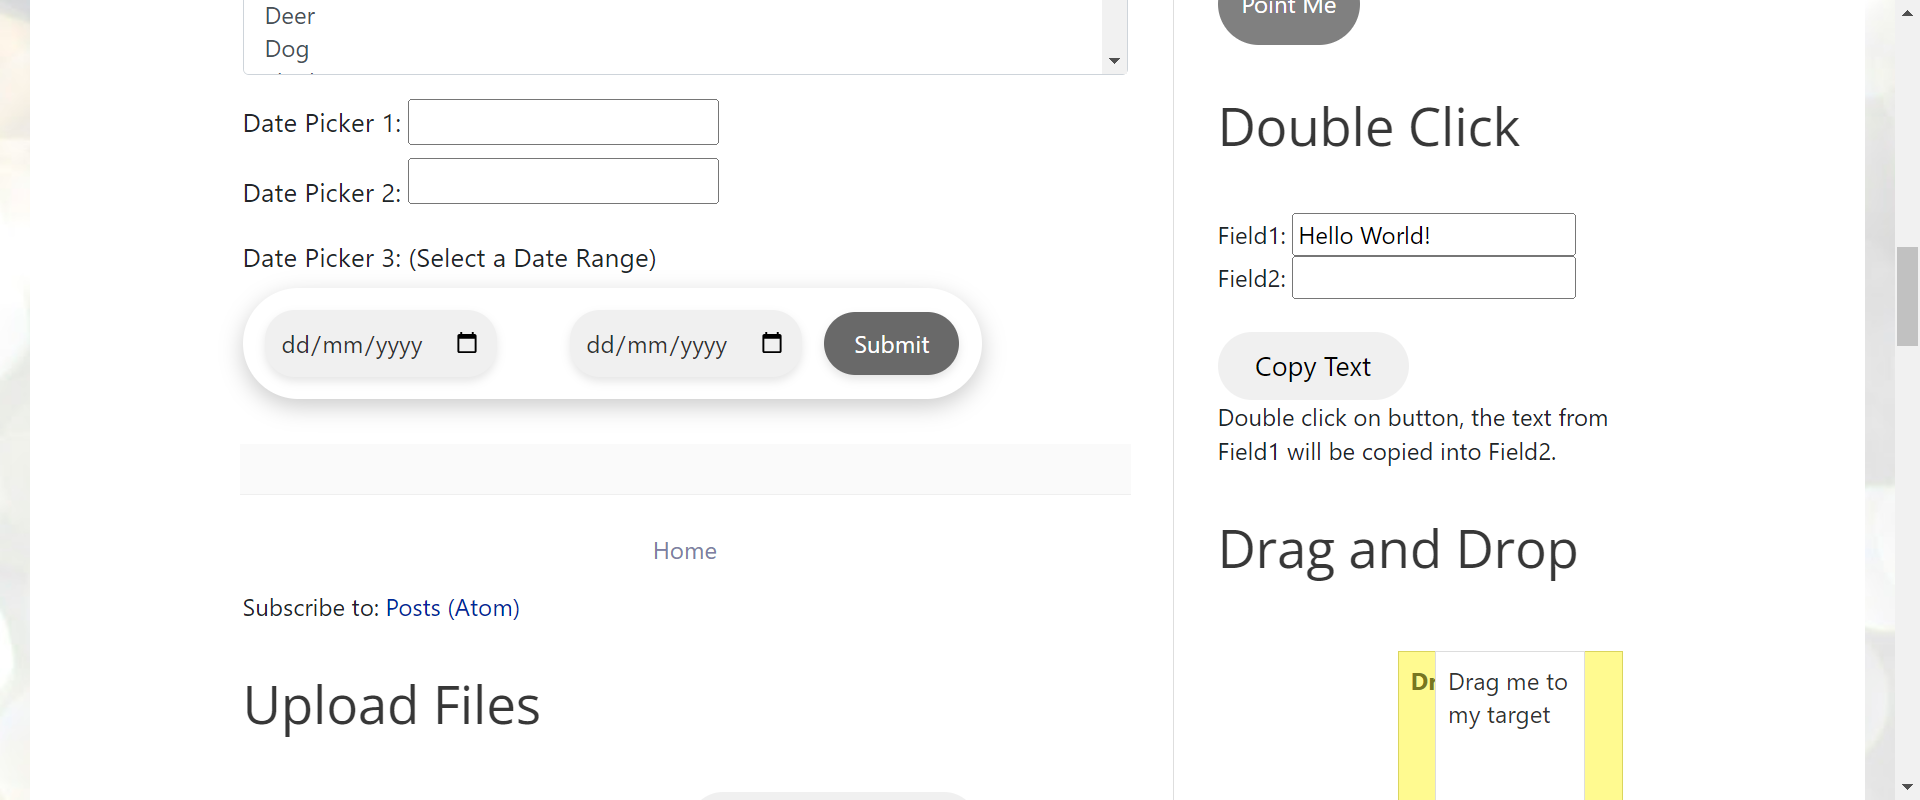 Deer
Dog
Date Picker 1:
Date Picker 2:
Date Picker 3: (Select a Date Range)
dd/mm/yyyy dd/mm/yyyy Submit
Home
Subscribe to: Posts (Atom)
Upload Files
Point Me
Double Click
Field1: Hello World!
Field2:
Copy Text
Double click on button, the text from
Field1 will be copied into Field2.
Drag and Drop
Drag me to
my target